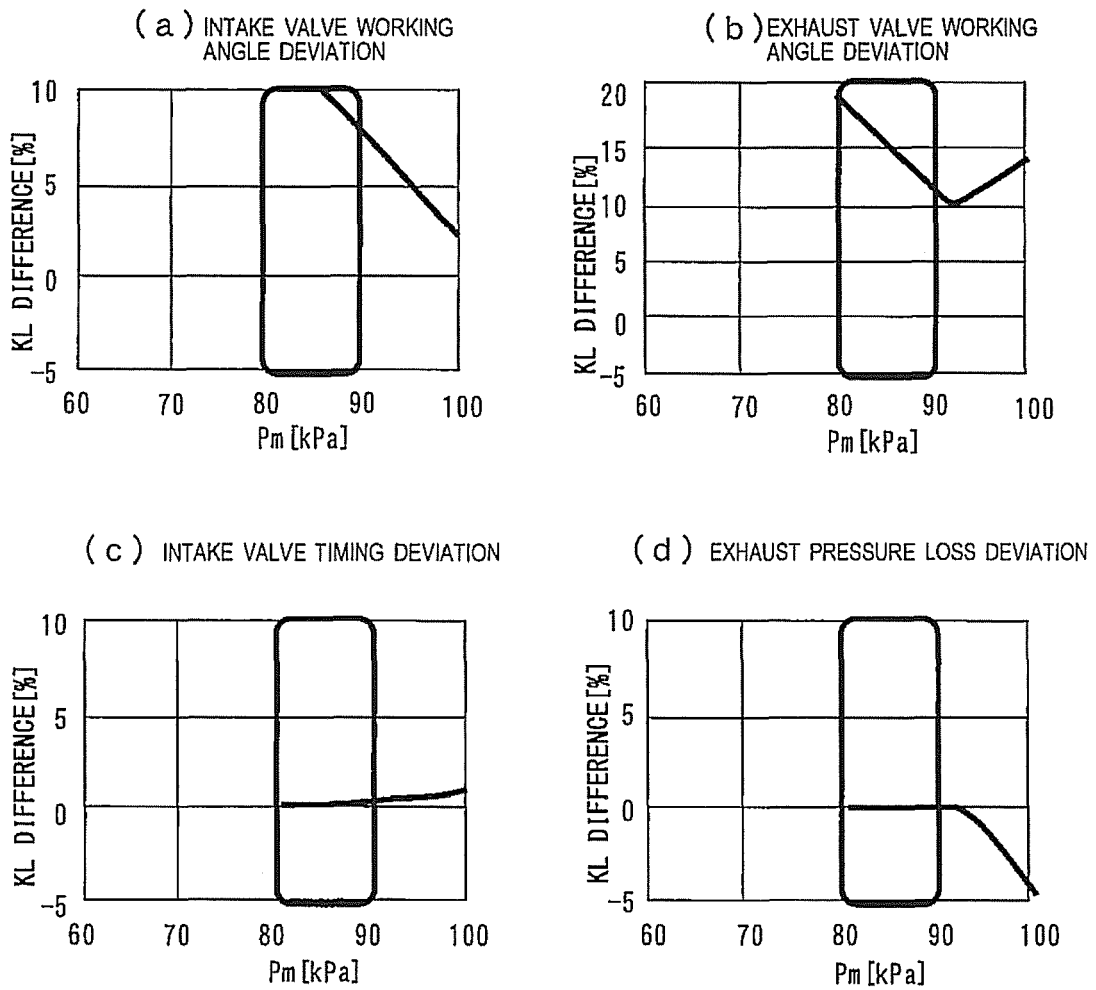 (a) INTAKE VALVE WORKING
ANGLE DEVIATION
KL DIFFERENCE[%]
10
5
0
-5
60 70 80 90 100
Pm[kPa]
(b) EXHAUST VALVE WORKING
ANGLE DEVIATION
KL DIFFERENCE[%]
20
15
10
5
0
-5
60 70 80 90 100
Pm[kPa]
(c) INTAKE VALVE TIMING DEVIATION
KL DIFFERENCE[%]
10
5
0
-5
60 70 80 90 100
Pm[kPa]
(d) EXHAUST PRESSURE LOSS DEVIATION
KL DIFFERENCE[%]
10
5
0
-5
60 70 80 90 100
Pm[kPa]